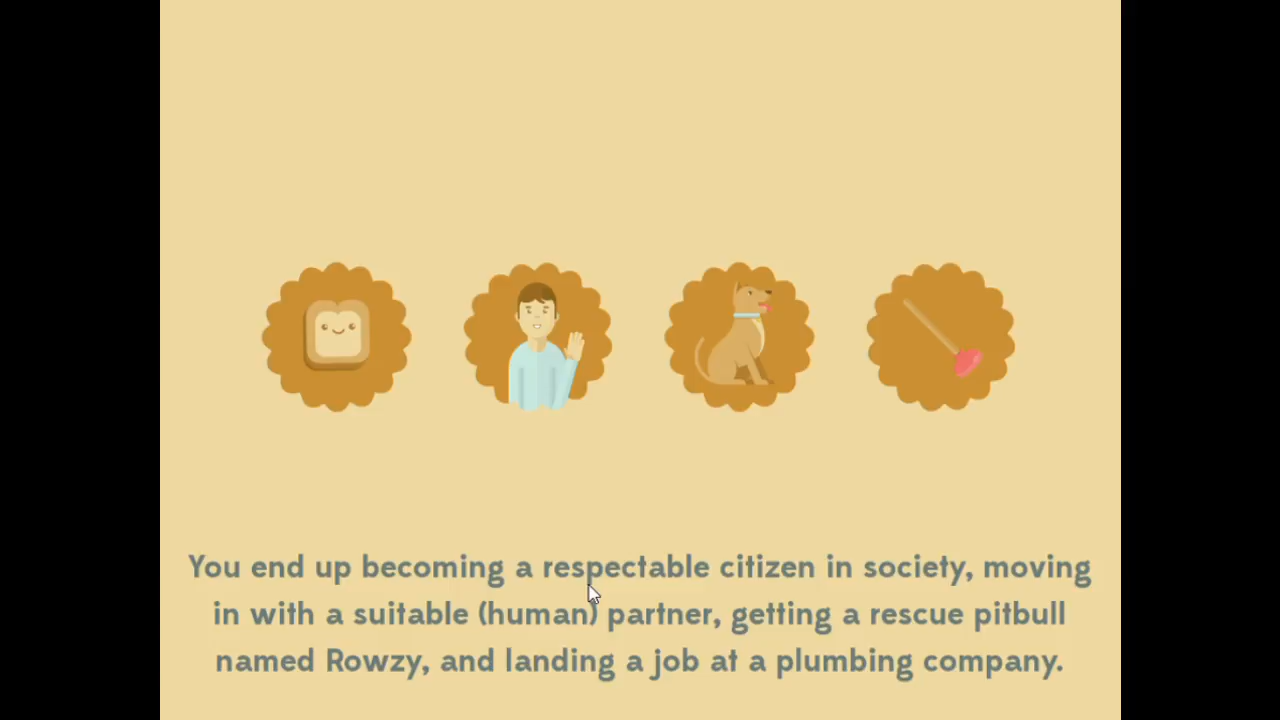 You end up becoming a respectable citizen in society, moving
in with a suitable (human) partner, getting a rescue pitbull
named Rowzy, and landing a job at a plumbing company.